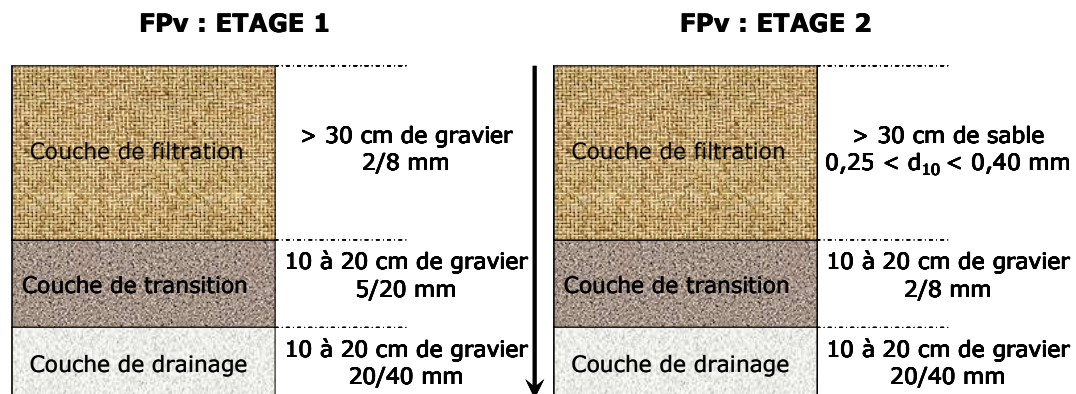 FPv : ETAGE 1
Couche de filtration
> 30 cm de gravier
2/8 mm
Couche de transition
10 à 20 cm de gravier
5/20 mm
Couche de drainage
10 à 20 cm de gravier
20/40 mm
FPv : ETAGE 2
Couche de filtration
> 30 cm de sable
0,25 < d₁₀ < 0,40 mm
Couche de transition
10 à 20 cm de gravier
2/8 mm
Couche de drainage
10 à 20 cm de gravier
20/40 mm